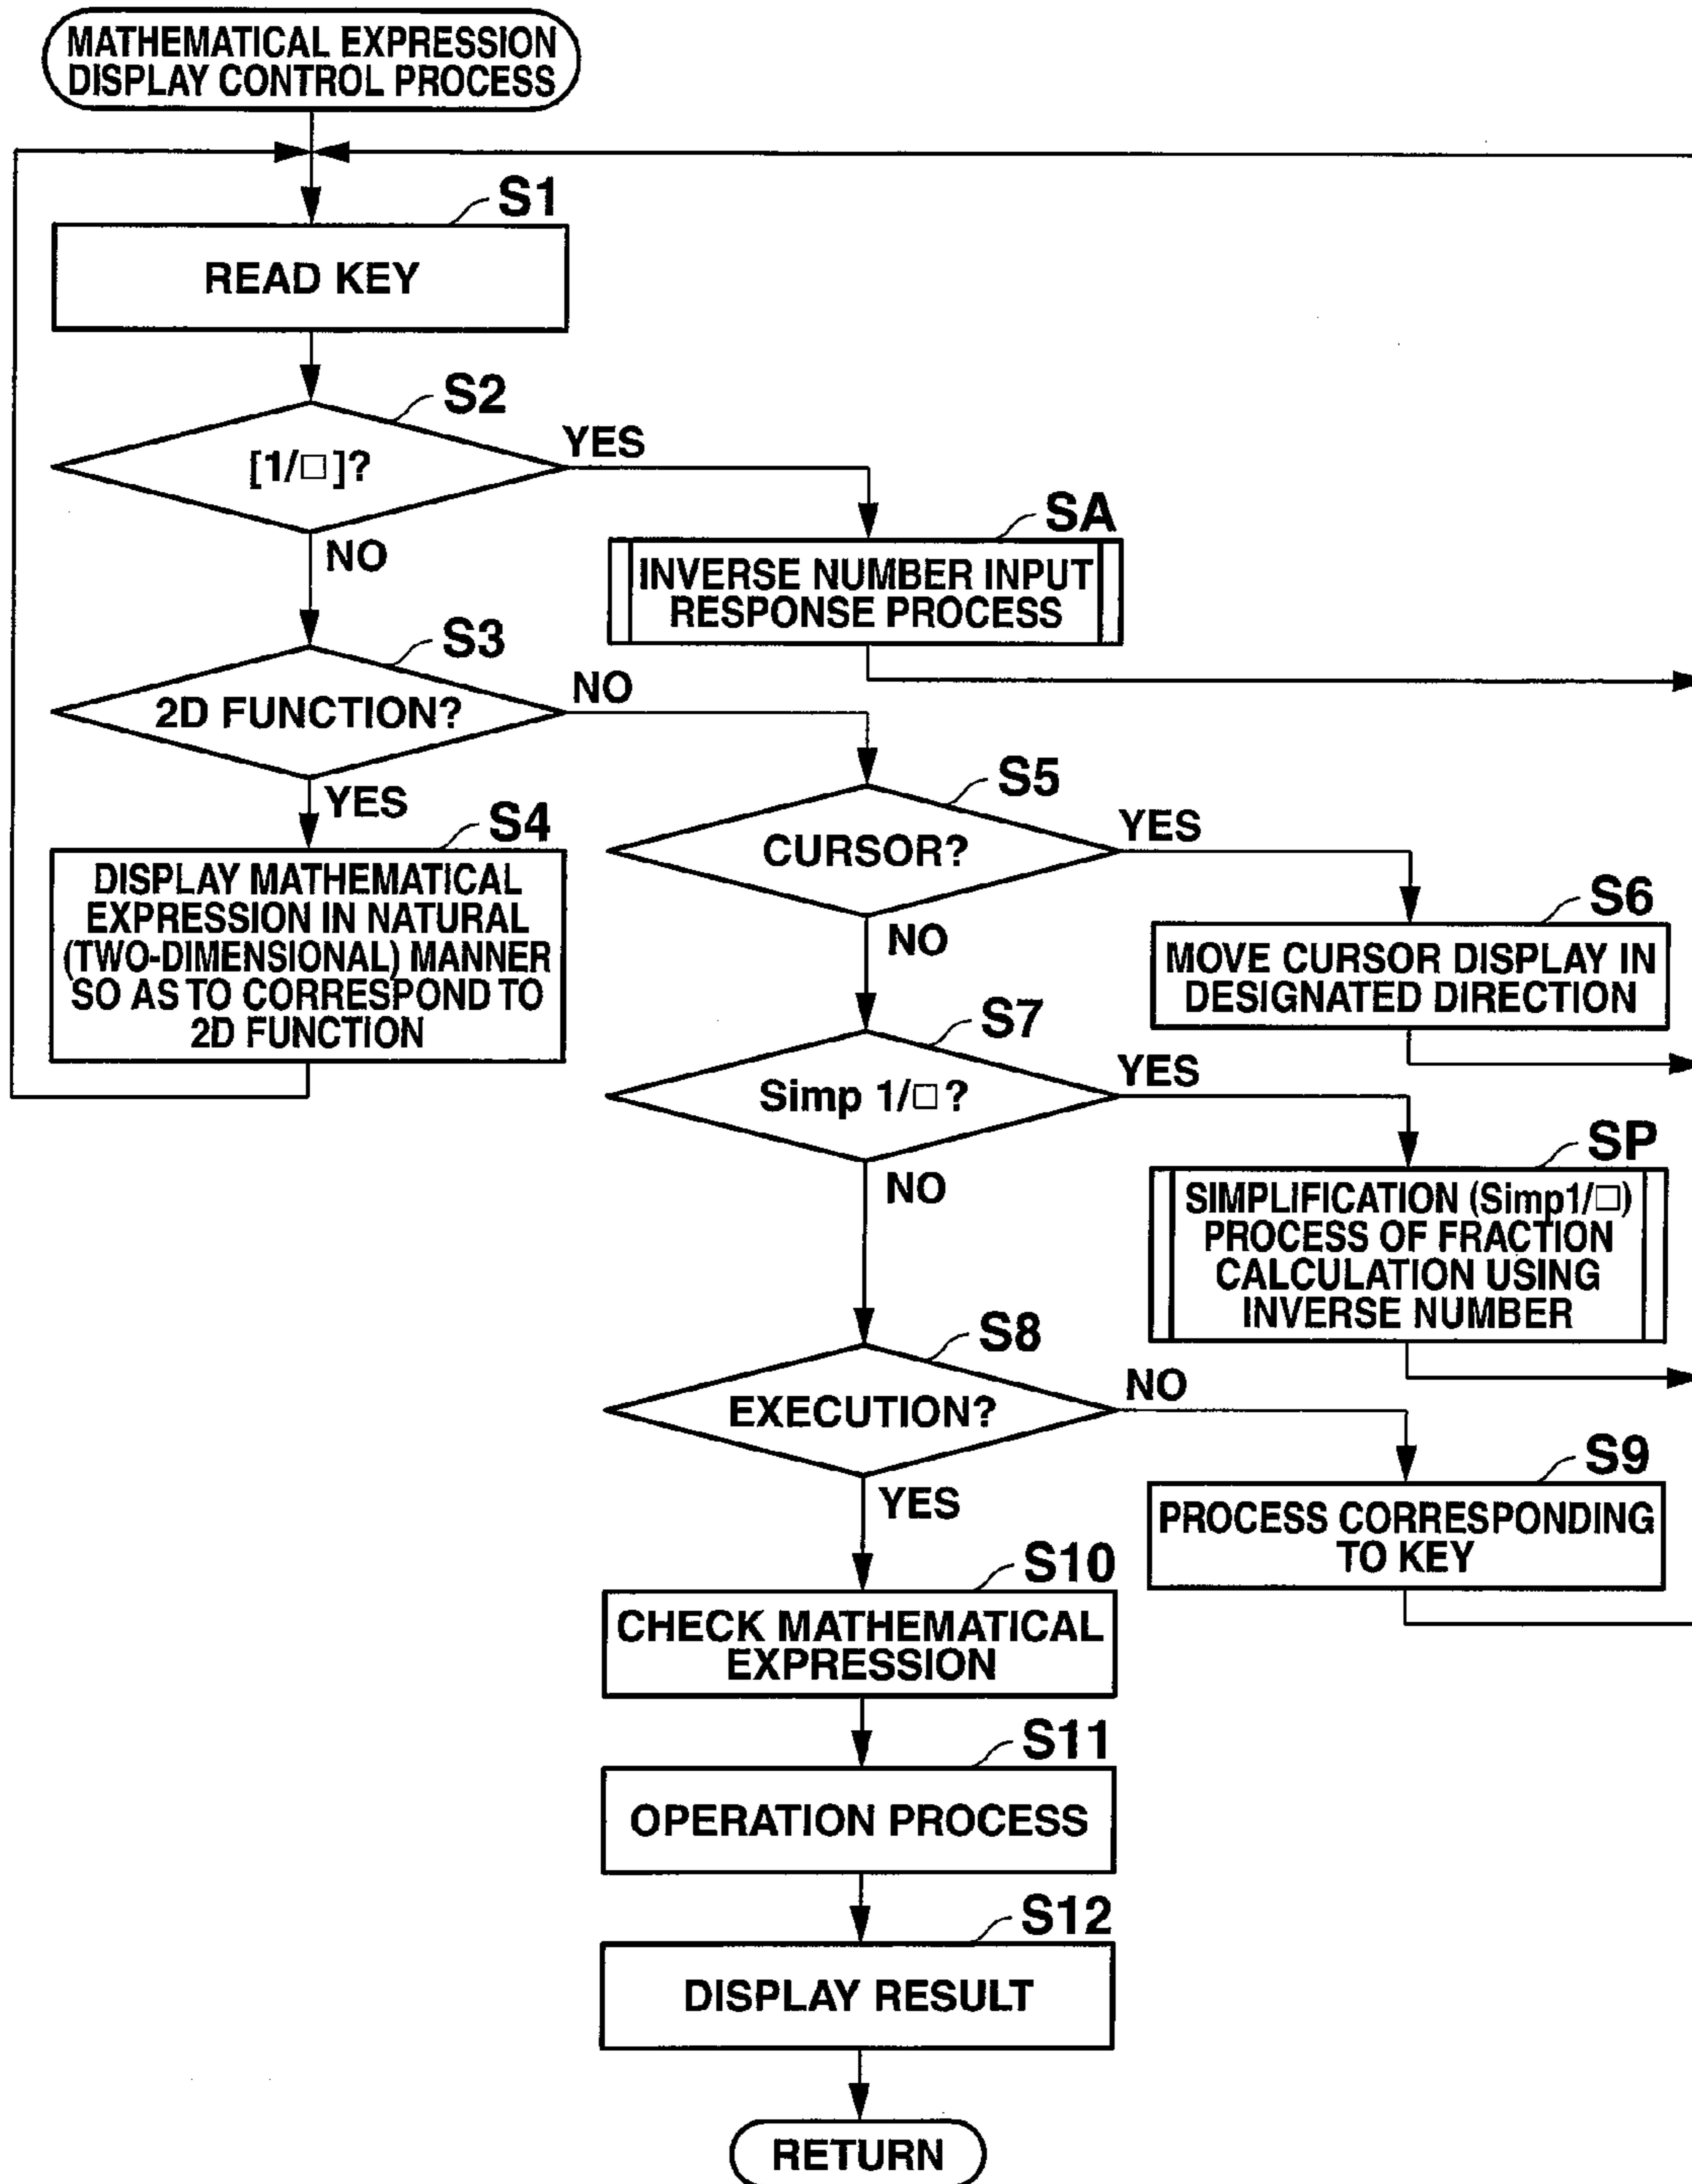 MATHEMATICAL EXPRESSION
DISPLAY CONTROL PROCESS
S1
READ KEY
S2
[1/□]?
YES
NO
SA
INVERSE NUMBER INPUT
RESPONSE PROCESS
S3
2D FUNCTION?
NO
YES
S4
DISPLAY MATHEMATICAL
EXPRESSION IN NATURAL
(TWO-DIMENSIONAL) MANNER
SO AS TO CORRESPOND TO
2D FUNCTION
S5
CURSOR?
YES
NO
S6
MOVE CURSOR DISPLAY IN
DESIGNATED DIRECTION
S7
Simp 1/□?
YES
NO
SP
SIMPLIFICATION (Simp1/□)
PROCESS OF FRACTION
CALCULATION USING
INVERSE NUMBER
S8
EXECUTION?
NO
YES
S9
PROCESS CORRESPONDING
TO KEY
S10
CHECK MATHEMATICAL
EXPRESSION
S11
OPERATION PROCESS
S12
DISPLAY RESULT
RETURN